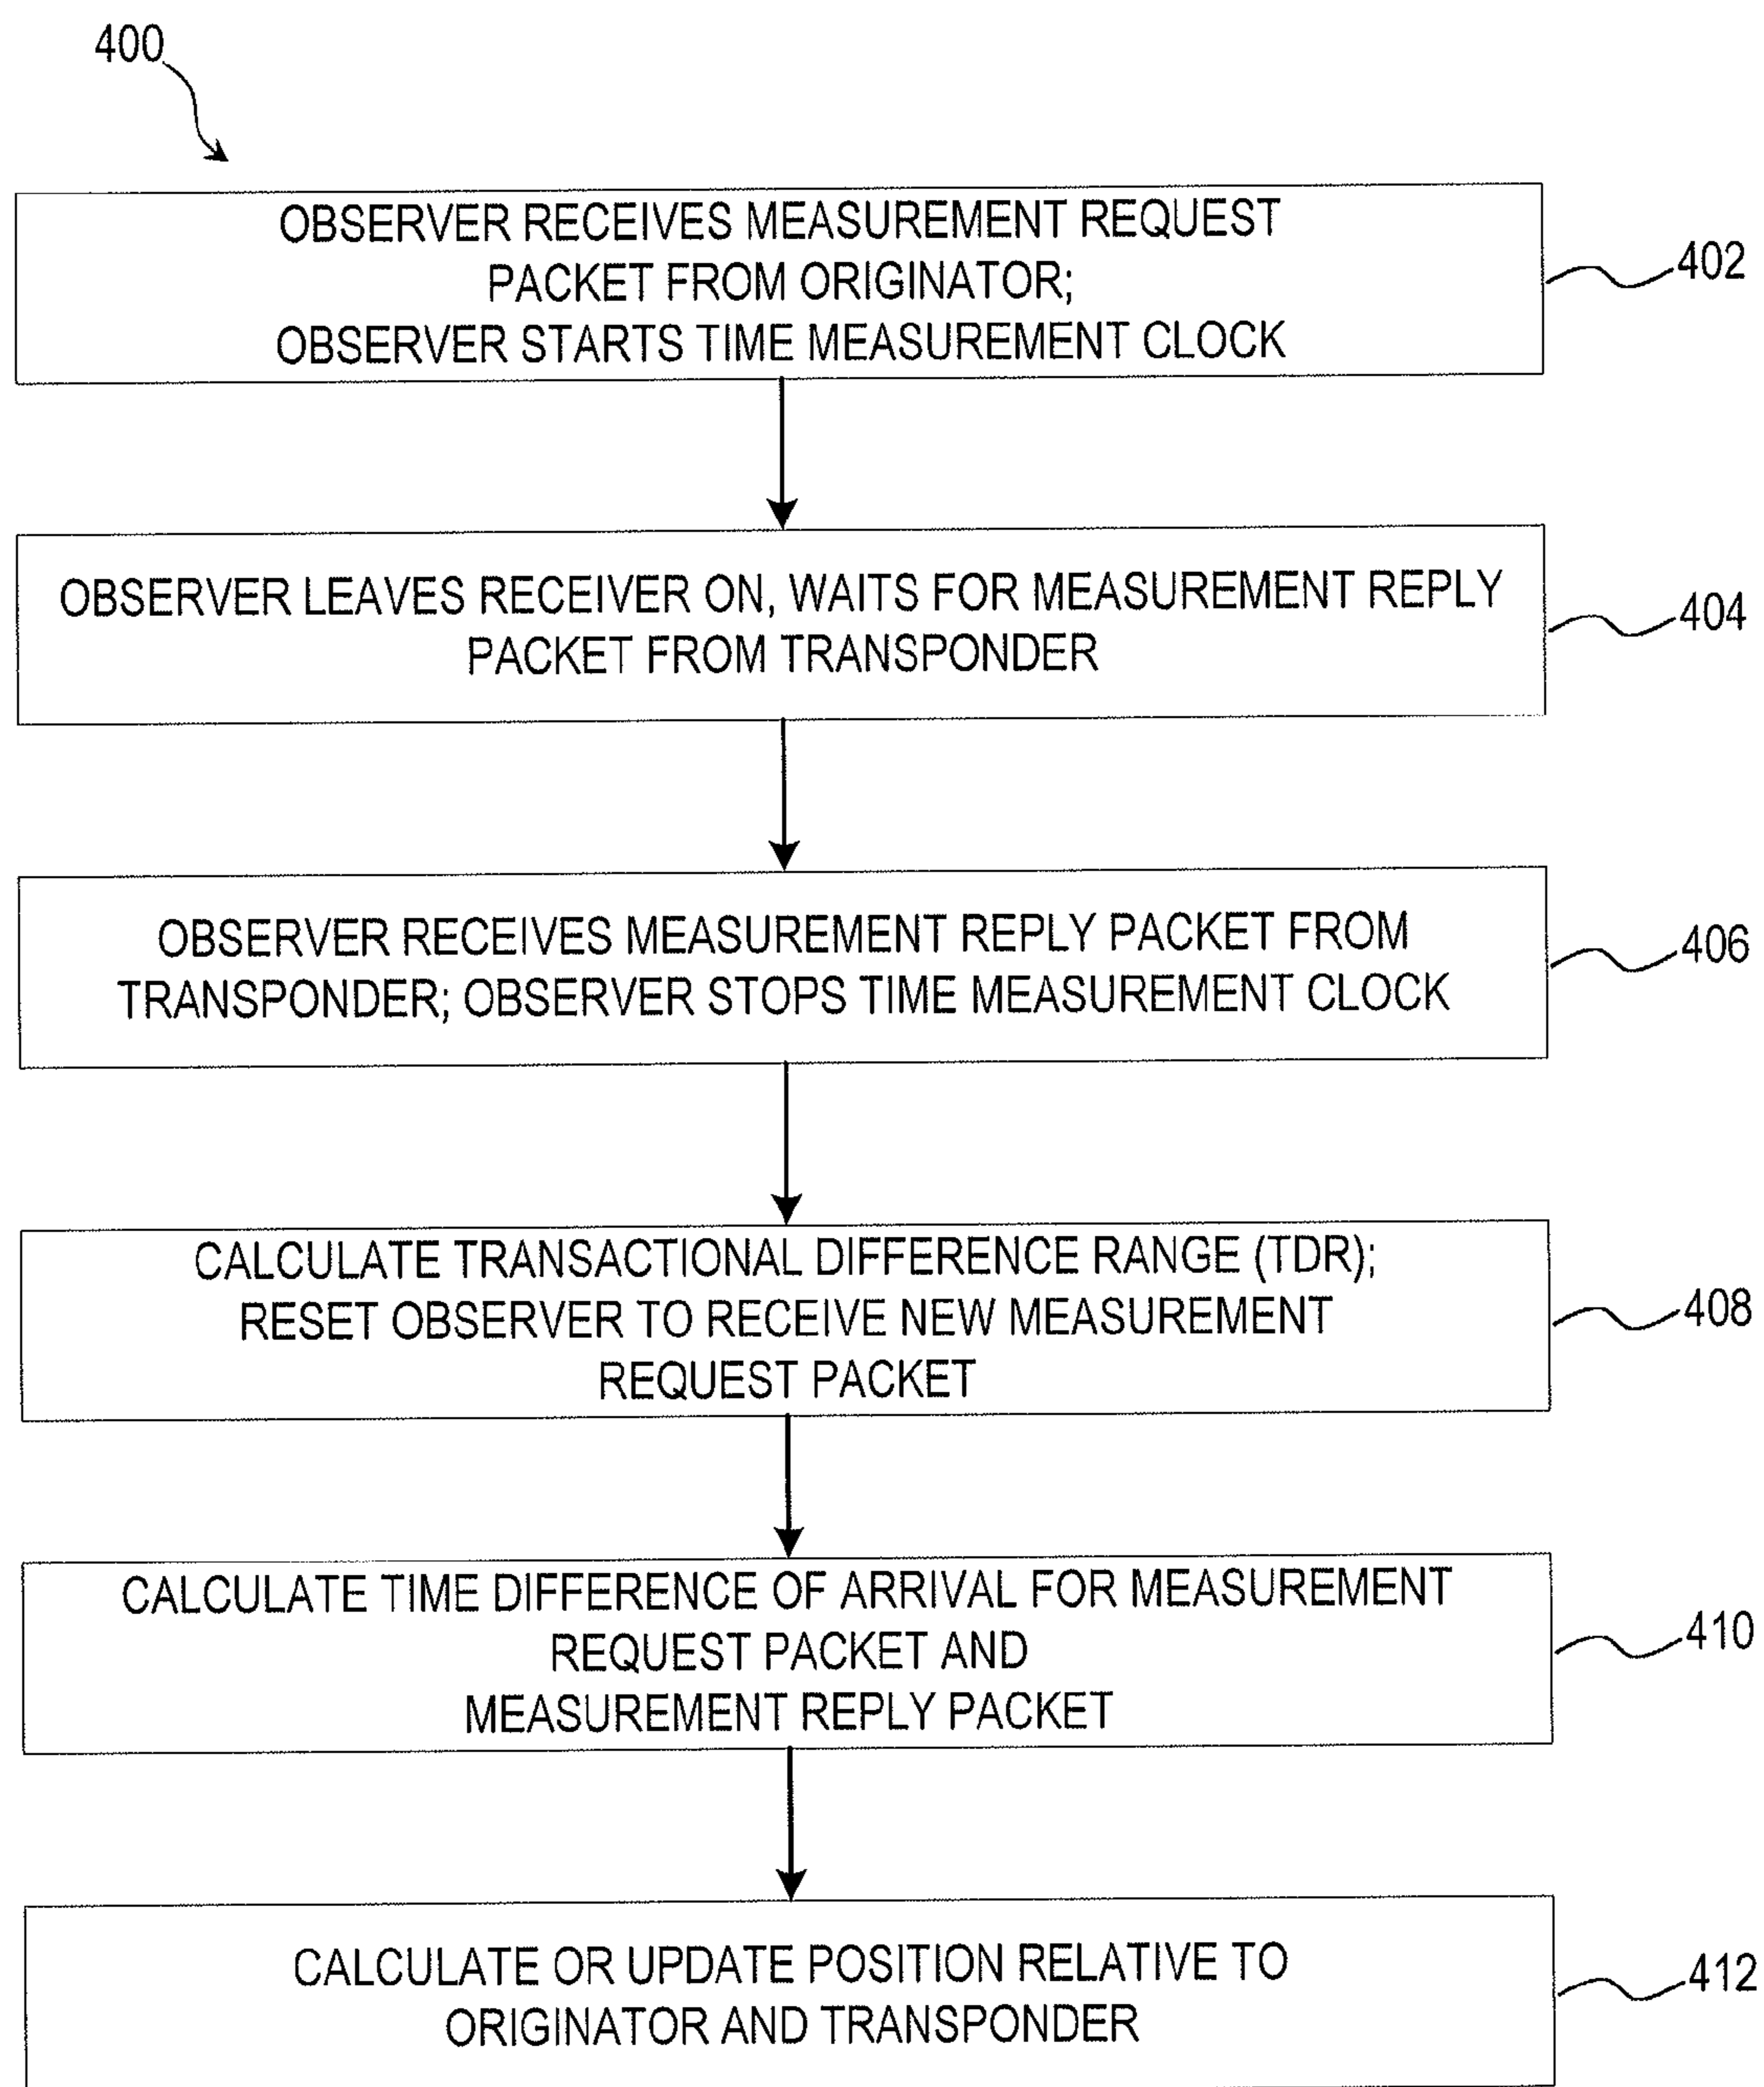 400
OBSERVER RECEIVES MEASUREMENT REQUEST
PACKET FROM ORIGINATOR;
OBSERVER STARTS TIME MEASUREMENT CLOCK
402
OBSERVER LEAVES RECEIVER ON, WAITS FOR MEASUREMENT REPLY
PACKET FROM TRANSPONDER
404
OBSERVER RECEIVES MEASUREMENT REPLY PACKET FROM
TRANSPONDER; OBSERVER STOPS TIME MEASUREMENT CLOCK
406
CALCULATE TRANSACTIONAL DIFFERENCE RANGE (TDR);
RESET OBSERVER TO RECEIVE NEW MEASUREMENT
REQUEST PACKET
408
CALCULATE TIME DIFFERENCE OF ARRIVAL FOR MEASUREMENT
REQUEST PACKET AND
MEASUREMENT REPLY PACKET
410
CALCULATE OR UPDATE POSITION RELATIVE TO
ORIGINATOR AND TRANSPONDER
412